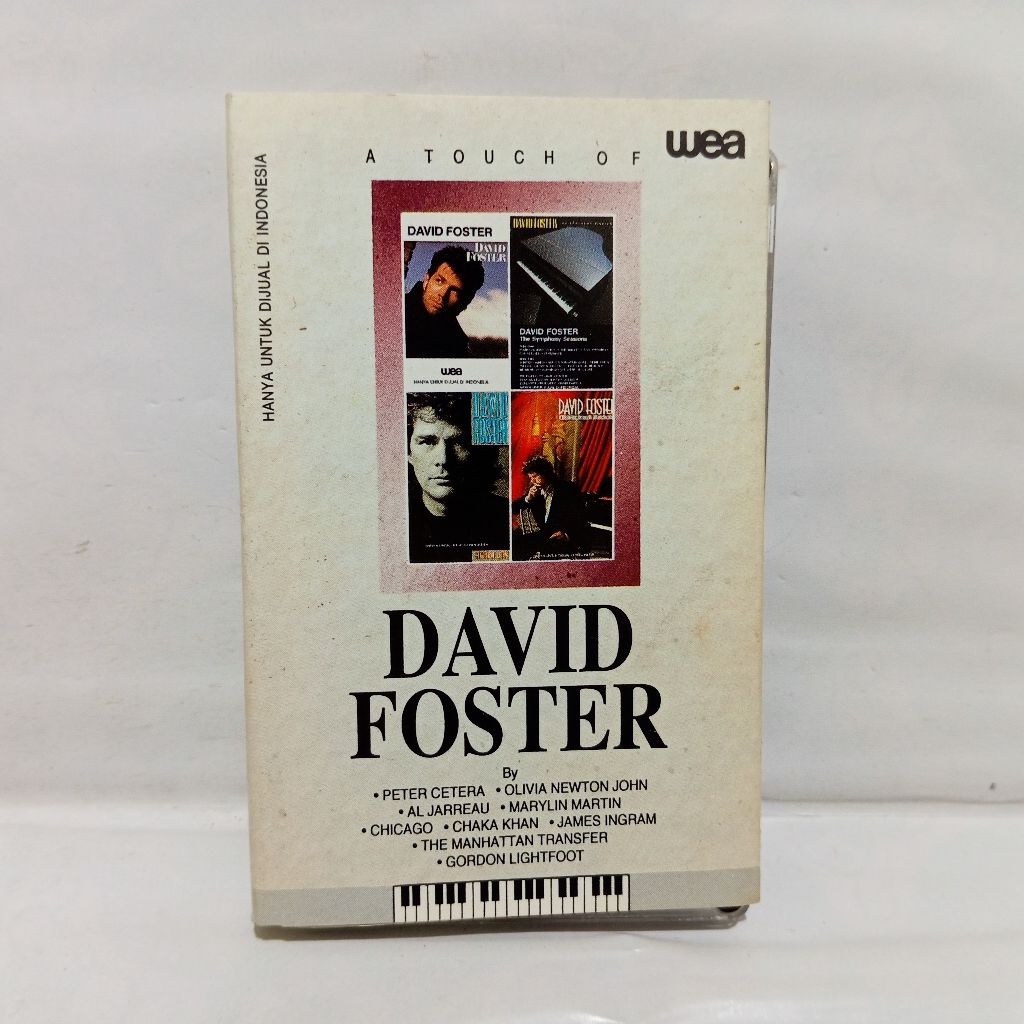 A TOUCH OF
wea
HANYA UNTUK DIJUAL DI INDONESIA
DAVID FOSTER
DAVID
FOSTER
wea
HANYA UNTUK DIJUAL DI INDONESIA
DAVID FOSTER
DAVID FOSTER
The Symphony Sessions
DAVID
FOSTER
DAVID FOSTE
DAVID
FOSTER
By
• PETER CETERA • OLIVIA NEWTON JOHN
• AL JARREAU • MARYLIN MARTIN
• CHICAGO • CHAKA KHAN • JAMES INGRAM
• THE MANHATTAN TRANSFER
• GORDON LIGHTFOOT